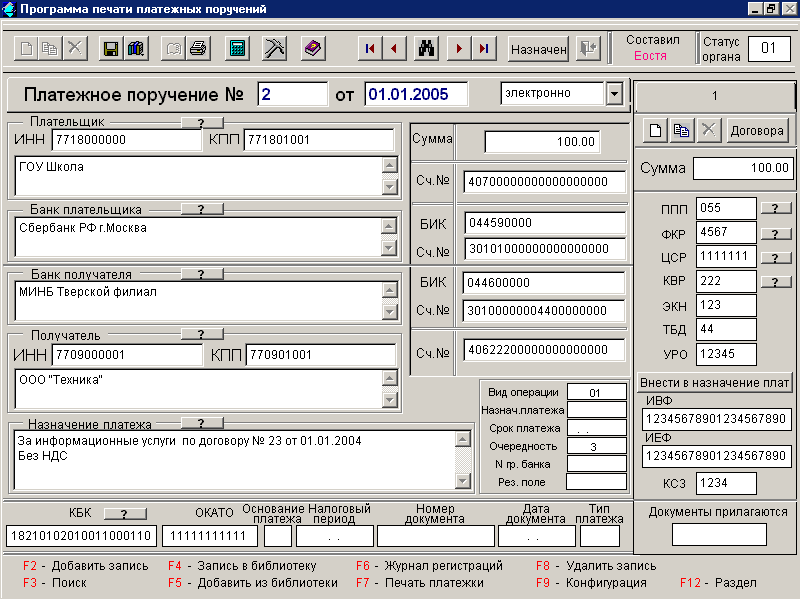 Программа печати платежных поручений
Назначен
Составил
Еостя
Статус
органа
01
Платежное поручение № 2 от 01.01.2005 электронно
1
Договора
Сумма 100.00
Плательщик ?
ИНН 7718000000 КПП 771801001
ГОУ Школа
Сумма 100.00
Сч.№ 40700000000000000000
Банк плательщика ?
Сбербанк РФ г.Москва
БИК 044590000
Сч.№ 30101000000000000000
Банк получателя ?
МИНБ Тверской филиал
БИК 044600000
Сч.№ 30100000004400000000
Получатель ?
ИНН 7709000001 КПП 770901001
ООО "Техника"
Сч.№ 40622200000000000000
Назначение платежа ?
За информационные услуги по договору № 23 от 01.01.2004
Без НДС
Вид операции 01
Назнач.платежа
Срок платежа . .
Очередность 3
N гр. банка
Рез. поле
ППП 055 ?
ФКР 4567 ?
ЦСР 1111111 ?
КВР 222 ?
ЭКН 123
ТБД 44
УРО 12345
Внести в назначение плат
ИВФ
12345678901234567890
ИЕФ
12345678901234567890
КСЗ 1234
Документы прилагаются
КБК ?
18210102010011000110
ОКАТО
11111111111
Основание
платежа
Налоговый
период
. .
Номер
документа
Дата
документа
. .
Тип
платежа
F2 - Добавить запись F4 - Запись в библиотеку F6 - Журнал регистраций F8 - Удалить запись
F3 - Поиск F5 - Добавить из библиотеки F7 - Печать платежки F9 - Конфигурация F12 - Раздел